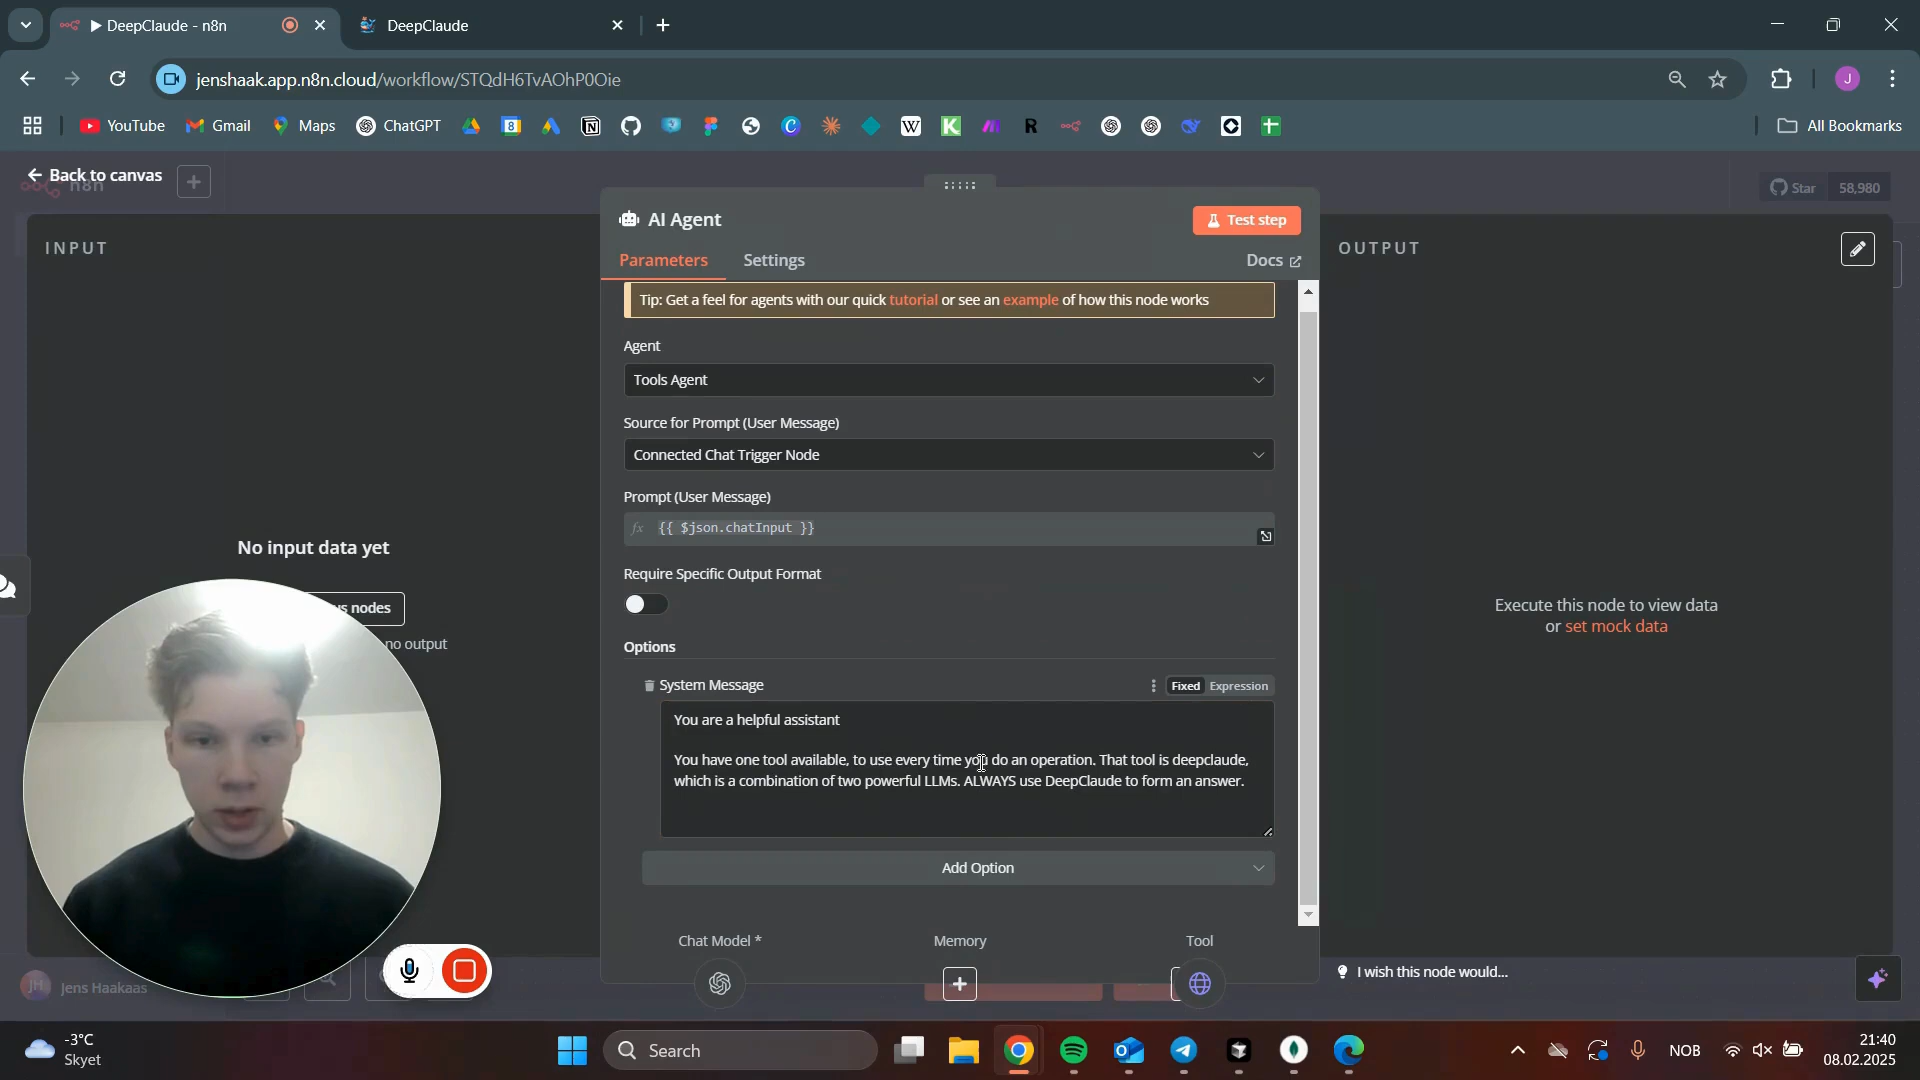 DeepClaude - n8n
DeepClaude
jenshaak.app.n8n.cloud/workflow/STQdH6TvAOhP0Oie
J
YouTube
Gmail
Maps
ChatGPT
All Bookmarks
Back to canvas
n8n
Star
58,980
INPUT
AI Agent
Test step
OUTPUT
Parameters
Settings
Docs
Tip: Get a feel for agents with our quick tutorial or see an example of how this node works
Agent
Tools Agent
Source for Prompt (User Message)
Connected Chat Trigger Node
Prompt (User Message)
fx {{ $json.chatInput }}
No input data yet
Require Specific Output Format
nodes
no output
Execute this node to view data
or set mock data
Options
System Message
Fixed
Expression
You are a helpful assistant
You have one tool available, to use every time you do an operation. That tool is deepclaude,
which is a combination of two powerful LLMs. ALWAYS use DeepClaude to form an answer.
Add Option
Chat Model *
Memory
Tool
I wish this node would...
JH
Jens Haakaas
-3°C
Skyet
Search
NOB
21:40
08.02.2025